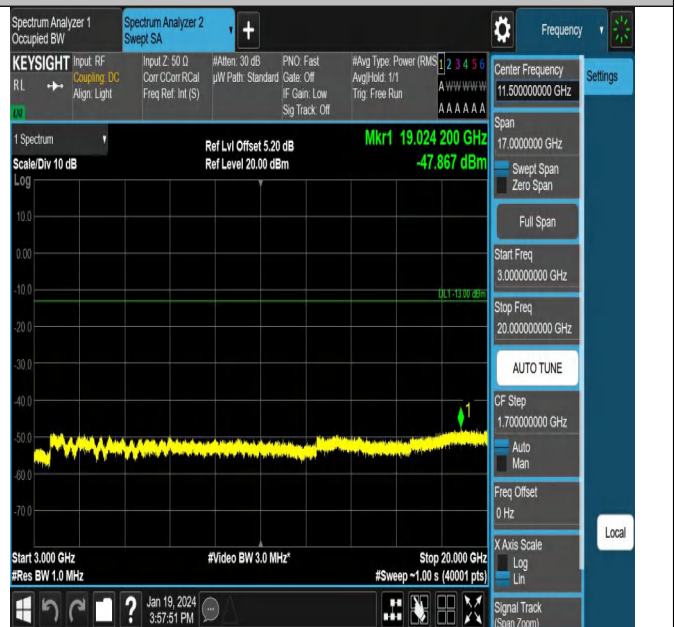 Spectrum Analyzer 1
Occupied BW
Spectrum Analyzer 2
Swept SA
Frequency
KEYSIGHT
RL
LXI
Input: RF
Coupling: DC
Align: Light
Input Z: 50 Ω
Corr CCorr RCal
Freq Ref: Int (S)
#Atten: 30 dB
µW Path: Standard
PNO: Fast
Gate: Off
IF Gain: Low
Sig Track: Off
#Avg Type: Power (RMS
Avg|Hold: 1/1
Trig: Free Run
1 2 3 4 5 6
A W W W W W
A A A A A A
Center Frequency
11.500000000 GHz
Settings
Span
17.0000000 GHz
Swept Span
Zero Span
Full Span
Start Freq
3.000000000 GHz
Stop Freq
20.000000000 GHz
AUTO TUNE
CF Step
1.700000000 GHz
Auto
Man
Freq Offset
0 Hz
X Axis Scale
Log
Lin
Signal Track
(Span Zoom)
Local
1 Spectrum
Scale/Div 10 dB
Log
Ref Lvl Offset 5.20 dB
Ref Level 20.00 dBm
Mkr1 19.024 200 GHz
-47.867 dBm
10.0
0.00
-10.0
DL1 -13.00 dBm
-20.0
-30.0
-40.0
1
-50.0
-60.0
-70.0
Start 3.000 GHz
#Video BW 3.0 MHz*
Stop 20.000 GHz
#Res BW 1.0 MHz
#Sweep ~1.00 s (40001 pts)
?
Jan 19, 2024
3:57:51 PM